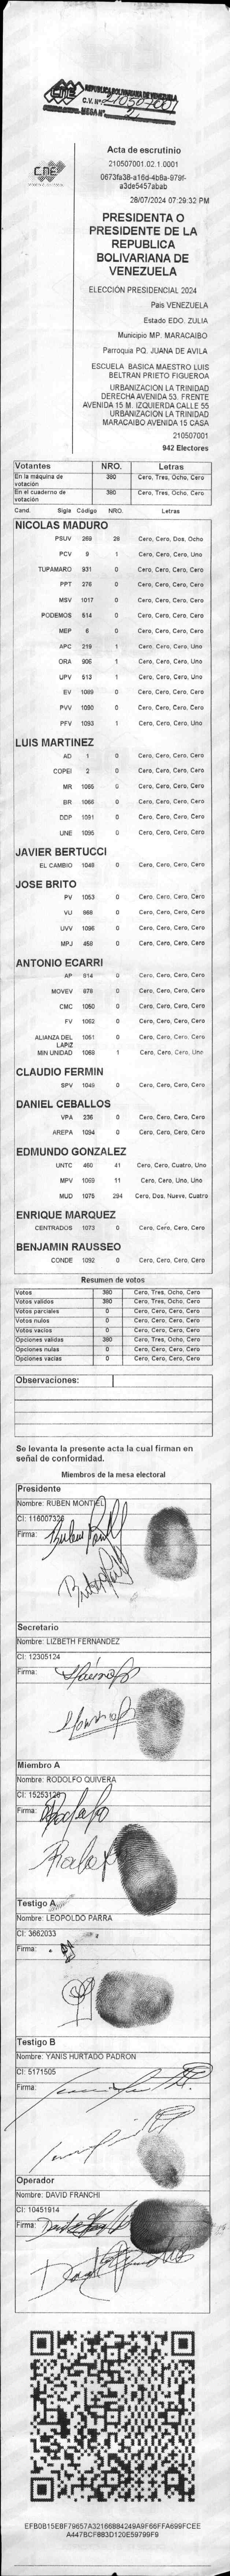 CNE
REPUBLICA BOLIVARIANA DE VENEZUELA
C.V. Nº: 210507001
MESA Nº
CNE
Acta de escrutinio
210507001.02.1.0001
28/07/2024 07:29:32 PM
PRESIDENTA O
PRESIDENTE DE LA
REPUBLICA
BOLIVARIANA DE
VENEZUELA
ELECCIÓN PRESIDENCIAL 2024
Pais VENEZUELA
Estado EDO. ZULIA
Municipio MP. MARACAIBO
Parroquia PQ. JUANA DE AVILA
ESCUELA BASICA MAESTRO LUIS
BELTRAN PRIETO FIGUEROA
URBANIZACION LA TRINIDAD
DERECHA AVENIDA 53. FRENTE
AVENIDA 15 M. IZQUIERDA CALLE 55
URBANIZACION LA TRINIDAD
MARACAIBO AVENIDA 15 CASA
210507001
942 Electores
Votantes NRO. Letras
En la máquina de votación 380 Cero, Tres, Ocho, Cero
En el cuaderno de votación 380 Cero, Tres, Ocho, Cero
Cand. Sigla Código NRO. Letras
NICOLAS MADURO
PSUV 269 28 Cero, Cero, Dos, Ocho
PCV 9 1 Cero, Cero, Cero, Uno
TUPAMARO 931 0 Cero, Cero, Cero, Cero
PPT 276 0 Cero, Cero, Cero, Cero
MSV 1017 0 Cero, Cero, Cero, Cero
PODEMOS 514 0 Cero, Cero, Cero, Cero
MEP 6 0 Cero, Cero, Cero, Cero
APC 219 1 Cero, Cero, Cero, Uno
ORA 906 1 Cero, Cero, Cero, Uno
UPV 513 1 Cero, Cero, Cero, Uno
EV 1089 0 Cero, Cero, Cero, Cero
PVV 1090 0 Cero, Cero, Cero, Cero
PFV 1093 1 Cero, Cero, Cero, Uno
LUIS MARTINEZ
AD 1 0 Cero, Cero, Cero, Cero
COPEI 2 0 Cero, Cero, Cero, Cero
MR 1065 0 Cero, Cero, Cero, Cero
BR 1066 0 Cero, Cero, Cero, Cero
DDP 1091 0 Cero, Cero, Cero, Cero
UNE 1095 0 Cero, Cero, Cero, Cero
JAVIER BERTUCCI
EL CAMBIO 1048 0 Cero, Cero, Cero, Cero
JOSE BRITO
PV 1053 0 Cero, Cero, Cero, Cero
VU 868 0 Cero, Cero, Cero, Cero
UVV 1096 0 Cero, Cero, Cero, Cero
MPJ 458 0 Cero, Cero, Cero, Cero
ANTONIO ECARRI
AP 814 0 Cero, Cero, Cero, Cero
MOVEV 878 0 Cero, Cero, Cero, Cero
CMC 1050 0 Cero, Cero, Cero, Cero
FV 1052 0 Cero, Cero, Cero, Cero
ALIANZA DEL LAPIZ 1051 0 Cero, Cero, Cero, Cero
MIN UNIDAD 1068 1 Cero, Cero, Cero, Uno
CLAUDIO FERMIN
SPV 1049 0 Cero, Cero, Cero, Cero
DANIEL CEBALLOS
VPA 236 0 Cero, Cero, Cero, Cero
AREPA 1094 0 Cero, Cero, Cero, Cero
EDMUNDO GONZALEZ
UNTC 460 41 Cero, Cero, Cuatro, Uno
MPV 1069 11 Cero, Cero, Uno, Uno
MUD 1075 294 Cero, Dos, Nueve, Cuatro
ENRIQUE MARQUEZ
CENTRADOS 1073 0 Cero, Cero, Cero, Cero
BENJAMIN RAUSSEO
CONDE 1092 0 Cero, Cero, Cero, Cero
Resumen de votos
Votos 380 Cero, Tres, Ocho, Cero
Votos validos 380 Cero, Tres, Ocho, Cero
Votos parciales 0 Cero, Cero, Cero, Cero
Votos nulos 0 Cero, Cero, Cero, Cero
Votos vacios 0 Cero, Cero, Cero, Cero
Opciones validas 380 Cero, Tres, Ocho, Cero
Opciones nulas 0 Cero, Cero, Cero, Cero
Opciones vacias 0 Cero, Cero, Cero, Cero
Observaciones:
Se levanta la presente acta la cual firman en
señal de conformidad.
Miembros de la mesa electoral
Presidente
Nombre: RUBEN MONTIEL
CI: 116007326
Firma:
Secretario
Nombre: LIZBETH FERNANDEZ
CI: 12305124
Firma:
Miembro A
Nombre: RODOLFO QUIVERA
CI: 15253126
Firma:
Testigo A
Nombre: LEOPOLDO PARRA
CI: 3662033
Firma:
Testigo B
Nombre: YANIS HURTADO PADRON
CI: 5171505
Firma:
Operador
Nombre: DAVID FRANCHI
CI: 10451914
Firma:
EFB0B15E8F79657A32166884249A9F66FFA699FCEE
A447BCF883D120E59799F9